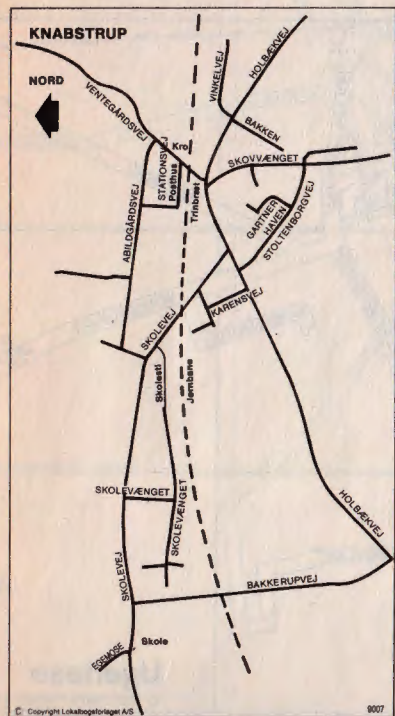 KNABSTRUP
NORD
VENTEGÅRDSVEJ
VINKELVEJ
HOLBÆKVEJ
BAKKEN
Kro
STATIONSVEJ
Posthus
Trinbræt
SKOVVÆNGET
ABILDGÅRDSVEJ
GARTNER
HAVEN
STOLTENBORGVEJ
KARENSVEJ
SKOLEVEJ
Skolesti
Jernbane
SKOLEVÆNGET
SKOLEVÆNGET
HOLBÆKVEJ
SKOLEVEJ
BAKKERUPVEJ
EGEMOSE
Skole
C Copyright Lokalbogsforlaget A/S
9007